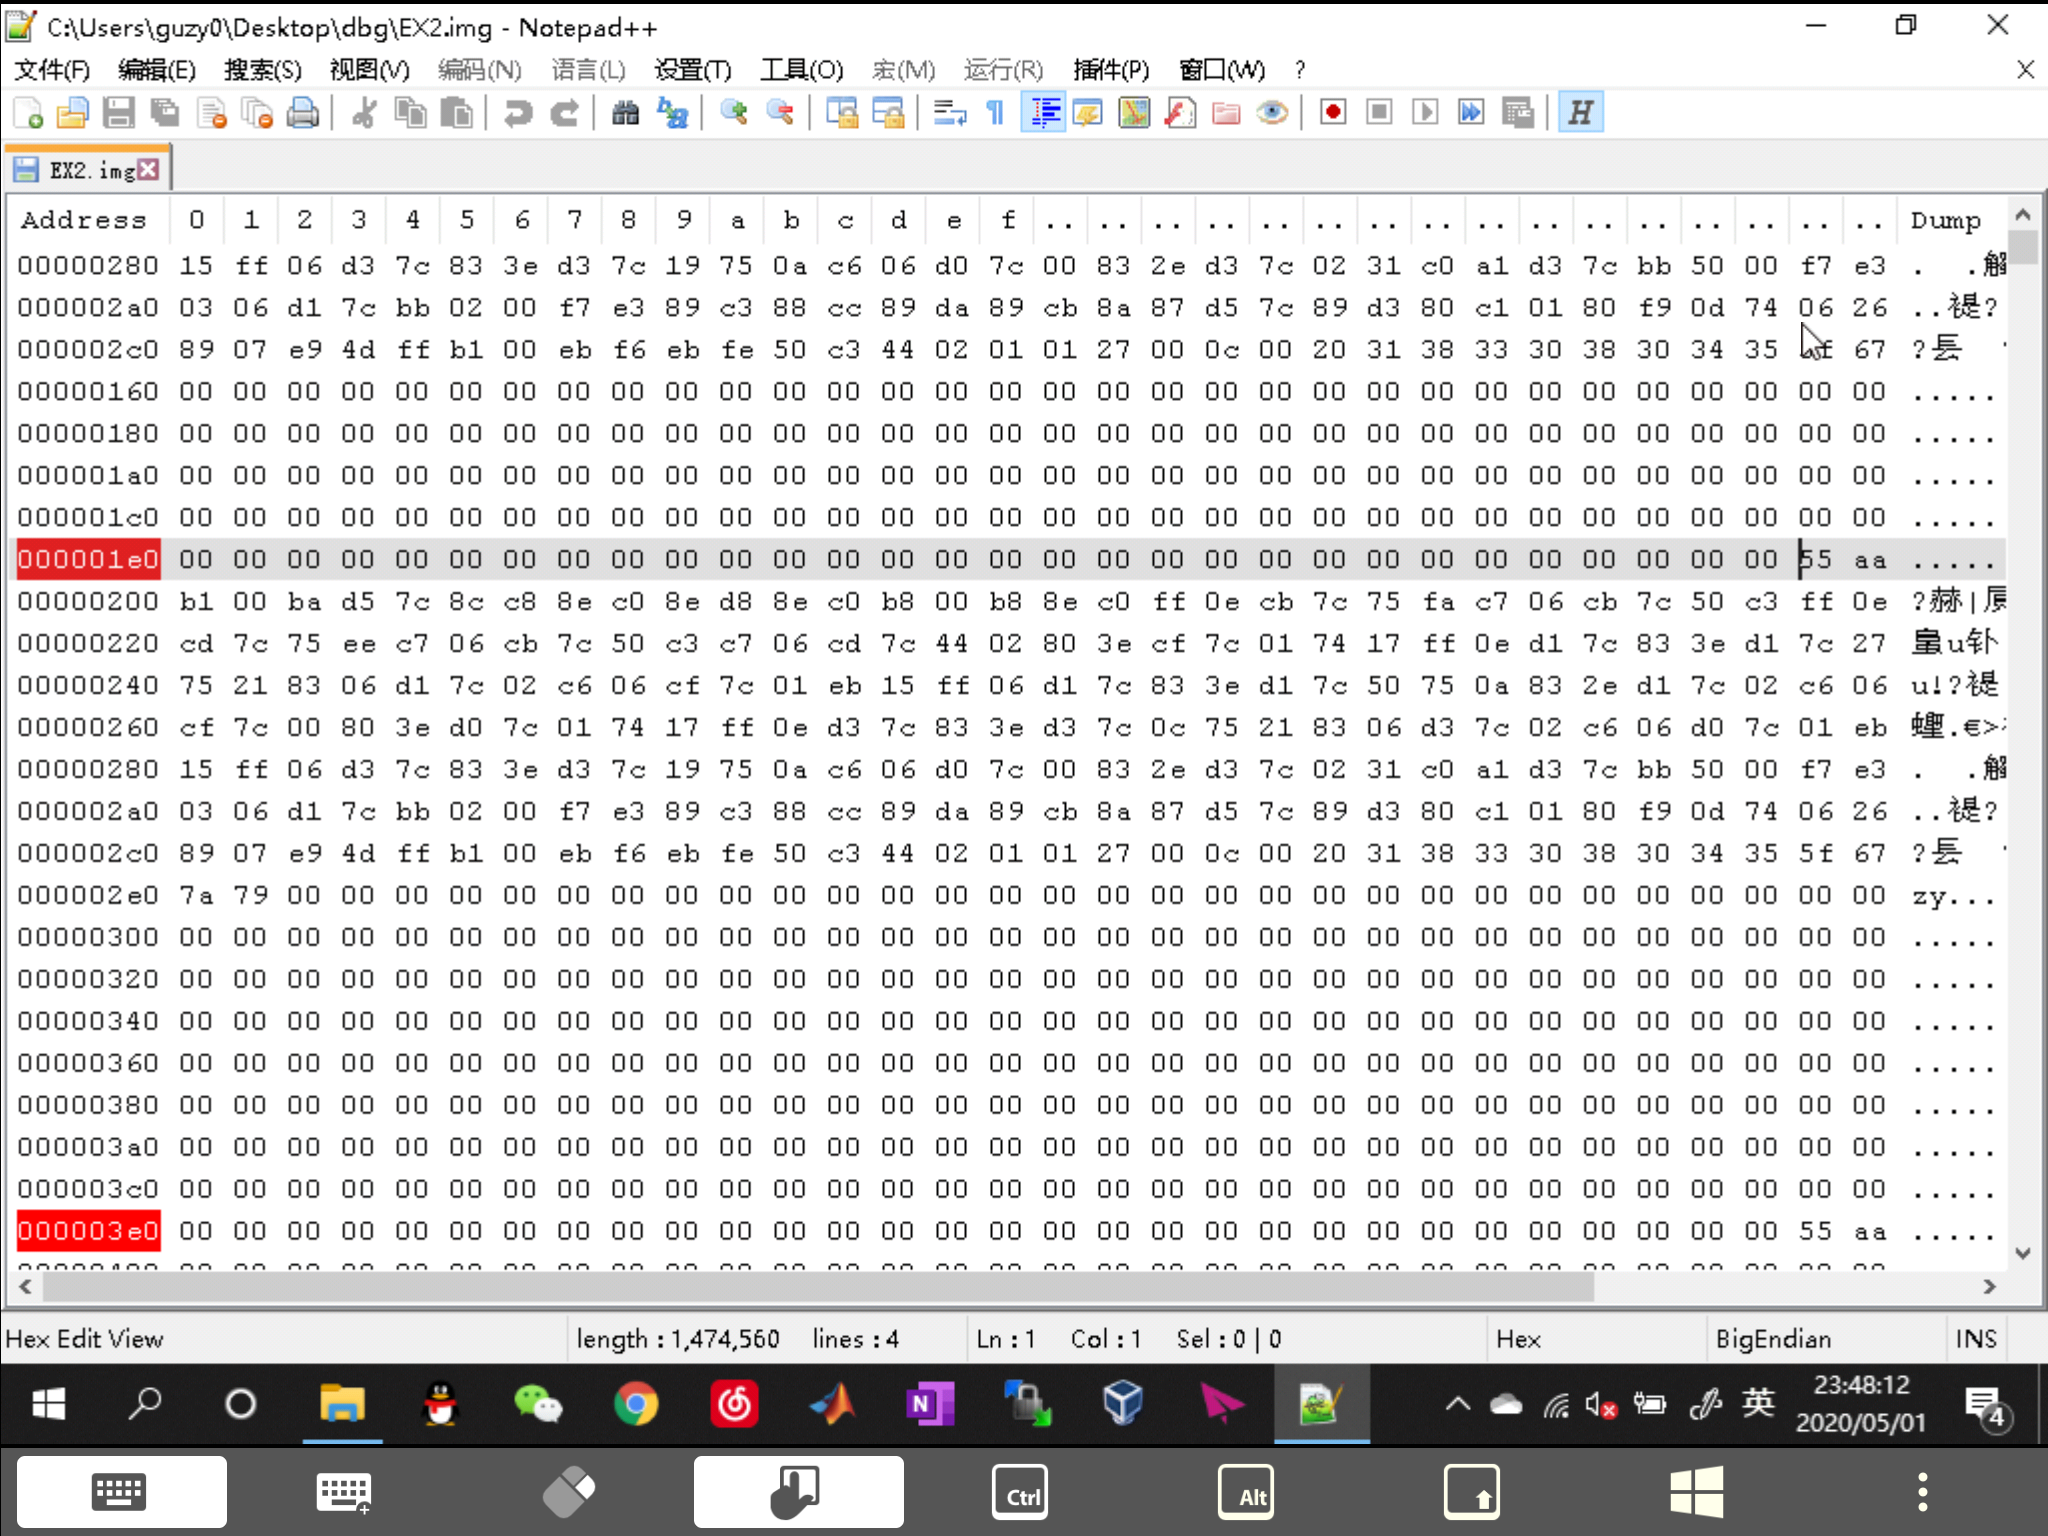 C:\Users\guzy0\Desktop\dbg\EX2.img - Notepad++
文件(F) 编辑(E) 搜索(S) 视图(V) 编码(N) 语言(L) 设置(T) 工具(O) 宏(M) 运行(R) 插件(P) 窗口(W) ?
EX2.img
Address 0 1 2 3 4 5 6 7 8 9 a b c d e f .. .. .. .. .. .. .. .. .. .. .. .. .. .. .. .. Dump
00000280 15 ff 06 d3 7c 83 3e d3 7c 19 75 0a c6 06 d0 7c 00 83 2e d3 7c 02 31 c0 a1 d3 7c bb 50 00 f7 e3 . .解
000002a0 03 06 d1 7c bb 02 00 f7 e3 89 c3 88 cc 89 da 89 cb 8a 87 d5 7c 89 d3 80 c1 01 80 f9 0d 74 06 26 ..禔?
000002c0 89 07 e9 4d ff b1 00 eb f6 eb fe 50 c3 44 02 01 01 27 00 0c 00 20 31 38 33 30 38 30 34 35 f 67 ?镸
00000160 00 00 00 00 00 00 00 00 00 00 00 00 00 00 00 00 00 00 00 00 00 00 00 00 00 00 00 00 00 00 00 00 .....
00000180 00 00 00 00 00 00 00 00 00 00 00 00 00 00 00 00 00 00 00 00 00 00 00 00 00 00 00 00 00 00 00 00 .....
000001a0 00 00 00 00 00 00 00 00 00 00 00 00 00 00 00 00 00 00 00 00 00 00 00 00 00 00 00 00 00 00 00 00 .....
000001c0 00 00 00 00 00 00 00 00 00 00 00 00 00 00 00 00 00 00 00 00 00 00 00 00 00 00 00 00 00 00 00 00 .....
000001e0 00 00 00 00 00 00 00 00 00 00 00 00 00 00 00 00 00 00 00 00 00 00 00 00 00 00 00 00 00 00 55 aa .....
00000200 b1 00 ba d5 7c 8c c8 8e c0 8e d8 8e c0 b8 00 b8 8e c0 ff 0e cb 7c 75 fa c7 06 cb 7c 50 c3 ff 0e ?赫|
00000220 cd 7c 75 ee c7 06 cb 7c 50 c3 c7 06 cd 7c 44 02 80 3e cf 7c 01 74 17 ff 0e d1 7c 83 3e d1 7c 27 蛗u钋
00000240 75 21 83 06 d1 7c 02 c6 06 cf 7c 01 eb 15 ff 06 d1 7c 83 3e d1 7c 50 75 0a 83 2e d1 7c 02 c6 06 u!?禔
00000260 cf 7c 00 80 3e d0 7c 01 74 17 ff 0e d3 7c 83 3e d3 7c 0c 75 21 83 06 d3 7c 02 c6 06 d0 7c 01 eb 蟶.€>
00000280 15 ff 06 d3 7c 83 3e d3 7c 19 75 0a c6 06 d0 7c 00 83 2e d3 7c 02 31 c0 a1 d3 7c bb 50 00 f7 e3 . .解
000002a0 03 06 d1 7c bb 02 00 f7 e3 89 c3 88 cc 89 da 89 cb 8a 87 d5 7c 89 d3 80 c1 01 80 f9 0d 74 06 26 ..禔?
000002c0 89 07 e9 4d ff b1 00 eb f6 eb fe 50 c3 44 02 01 01 27 00 0c 00 20 31 38 33 30 38 30 34 35 5f 67 ?镸
000002e0 7a 79 00 00 00 00 00 00 00 00 00 00 00 00 00 00 00 00 00 00 00 00 00 00 00 00 00 00 00 00 00 00 zy...
00000300 00 00 00 00 00 00 00 00 00 00 00 00 00 00 00 00 00 00 00 00 00 00 00 00 00 00 00 00 00 00 00 00 .....
00000320 00 00 00 00 00 00 00 00 00 00 00 00 00 00 00 00 00 00 00 00 00 00 00 00 00 00 00 00 00 00 00 00 .....
00000340 00 00 00 00 00 00 00 00 00 00 00 00 00 00 00 00 00 00 00 00 00 00 00 00 00 00 00 00 00 00 00 00 .....
00000360 00 00 00 00 00 00 00 00 00 00 00 00 00 00 00 00 00 00 00 00 00 00 00 00 00 00 00 00 00 00 00 00 .....
00000380 00 00 00 00 00 00 00 00 00 00 00 00 00 00 00 00 00 00 00 00 00 00 00 00 00 00 00 00 00 00 00 00 .....
000003a0 00 00 00 00 00 00 00 00 00 00 00 00 00 00 00 00 00 00 00 00 00 00 00 00 00 00 00 00 00 00 00 00 .....
000003c0 00 00 00 00 00 00 00 00 00 00 00 00 00 00 00 00 00 00 00 00 00 00 00 00 00 00 00 00 00 00 00 00 .....
000003e0 00 00 00 00 00 00 00 00 00 00 00 00 00 00 00 00 00 00 00 00 00 00 00 00 00 00 00 00 00 00 55 aa .....
Hex Edit View length : 1,474,560 lines : 4 Ln : 1 Col : 1 Sel : 0 | 0 Hex BigEndian INS
英 23:48:12
2020/05/01
4
Ctrl Alt